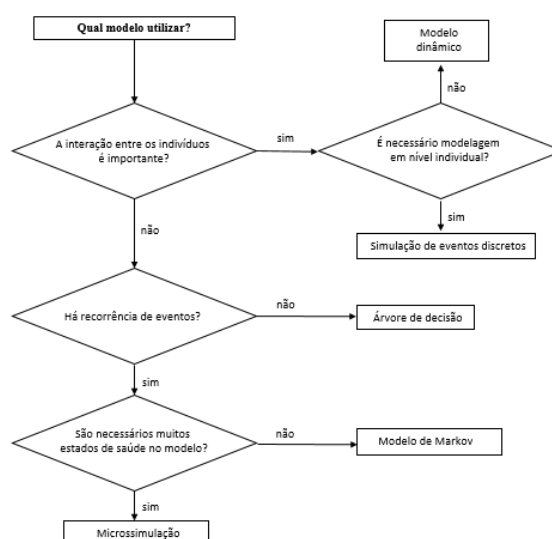 Qual modelo utilizar?
Modelo
dinâmico
não
A interação entre os indivíduos
é importante?
sim
É necessário modelagem
em nível individual?
sim
não
Simulação de eventos discretos
Há recorrência de eventos?
não
Árvore de decisão
sim
São necessários muitos
estados de saúde no modelo?
não
Modelo de Markov
sim
Microssimulação